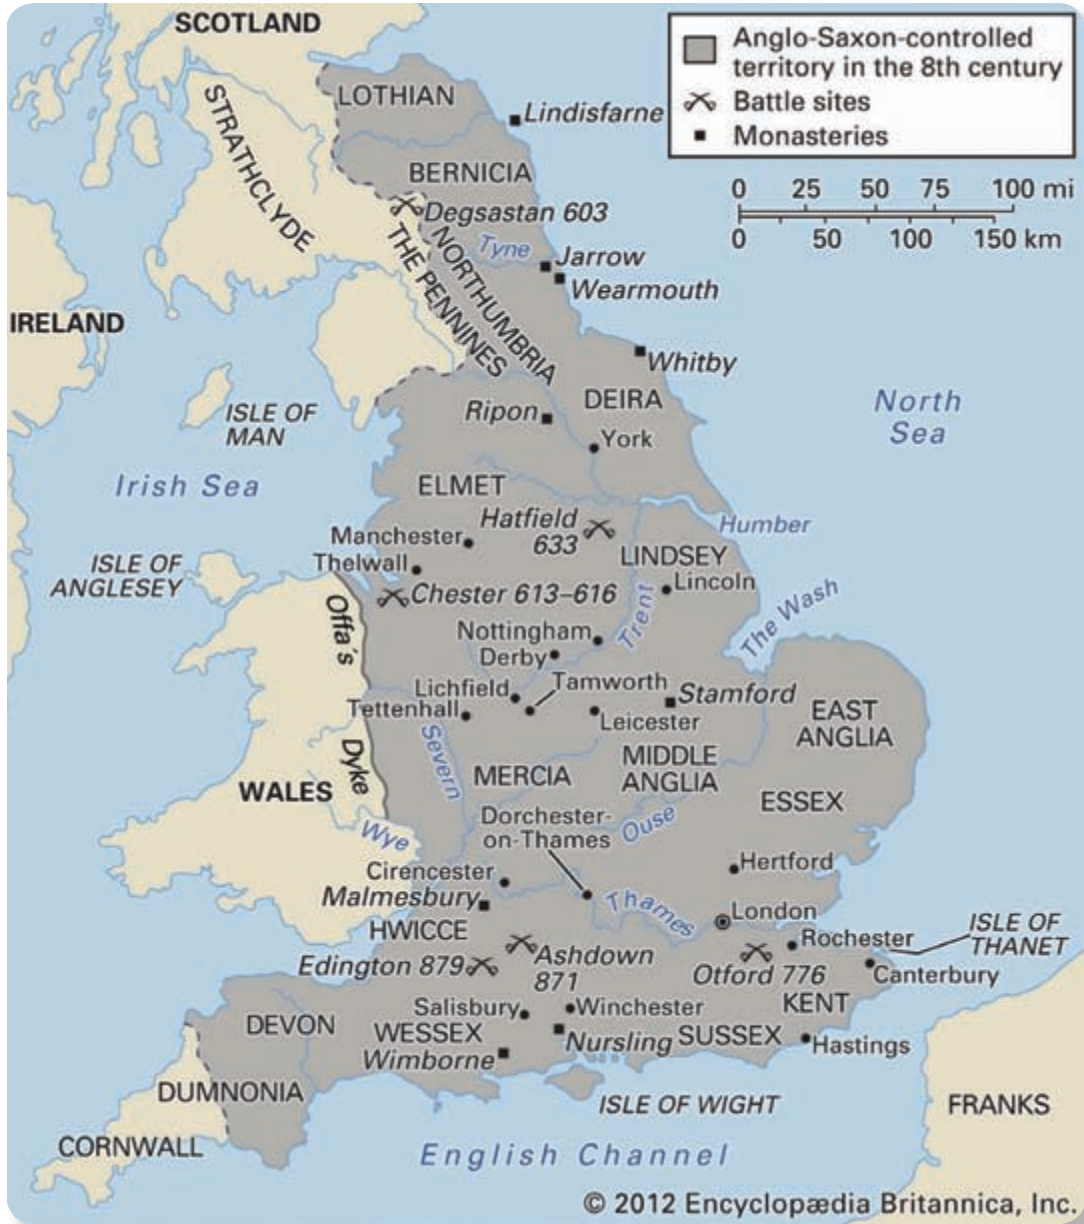 SCOTLAND
Anglo-Saxon-controlled
territory in the 8th century
Battle sites
Monasteries
0 25 50 75 100 mi
0 50 100 150 km
LOTHIAN
STRATHCLYDE
Lindisfarne
BERNICIA
Degsastan 603
THE PENNINES
NORTHUMBRIA
Tyne
Jarrow
Wearmouth
IRELAND
Whitby
DEIRA
Ripon
York
ISLE OF
MAN
North
Sea
Irish Sea
ELMET
Hatfield
633
Humber
Manchester
Thelwall
LINDSEY
ISLE OF
ANGLESEY
Chester 613–616
Lincoln
Offa's
Dyke
Trent
The Wash
Nottingham
Derby
Lichfield
Tamworth
Stamford
Tettenhall
Leicester
EAST
ANGLIA
Severn
MERCIA
MIDDLE
ANGLIA
WALES
ESSEX
Wye
Dorchester-
on-Thames
Ouse
Hertford
Cirencester
Malmesbury
Thames
London
HWICCE
Rochester
ISLE OF
THANET
Edington 879
Ashdown
871
Otford 776
Canterbury
KENT
Salisbury
Winchester
DEVON
WESSEX
Nursling
SUSSEX
Hastings
Wimborne
DUMNONIA
ISLE OF WIGHT
FRANKS
CORNWALL
English Channel
© 2012 Encyclopædia Britannica, Inc.